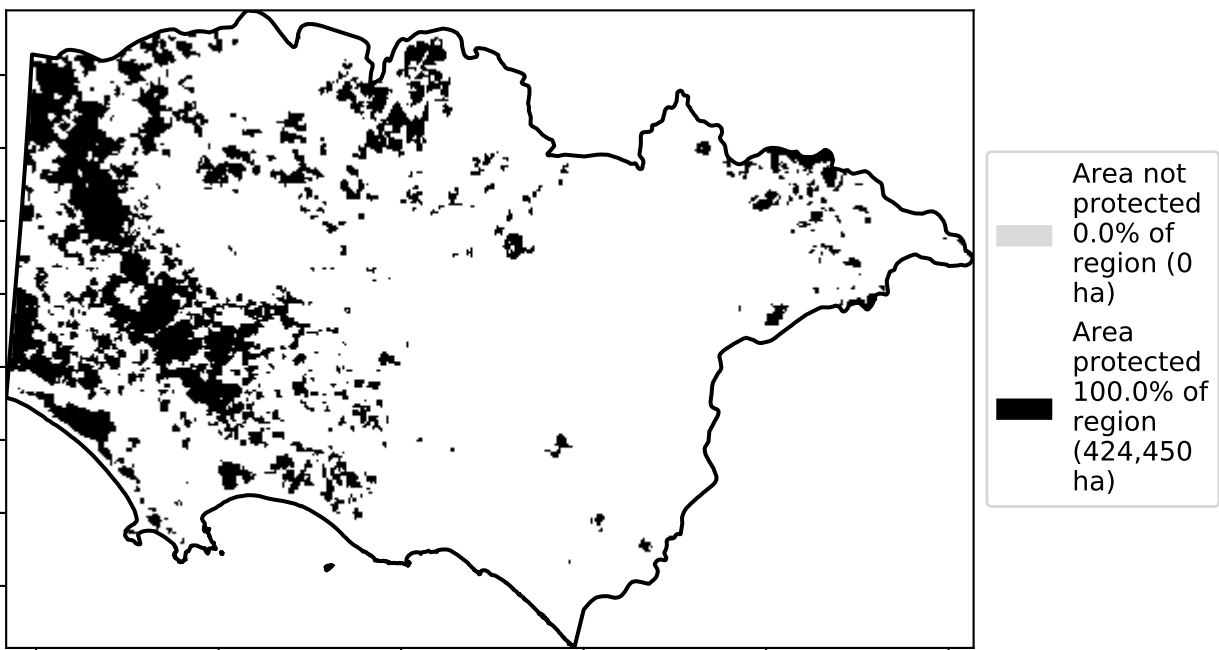 Area not
protected
0.0% of
region (0
ha)
Area
protected
100.0% of
region
(424,450
ha)